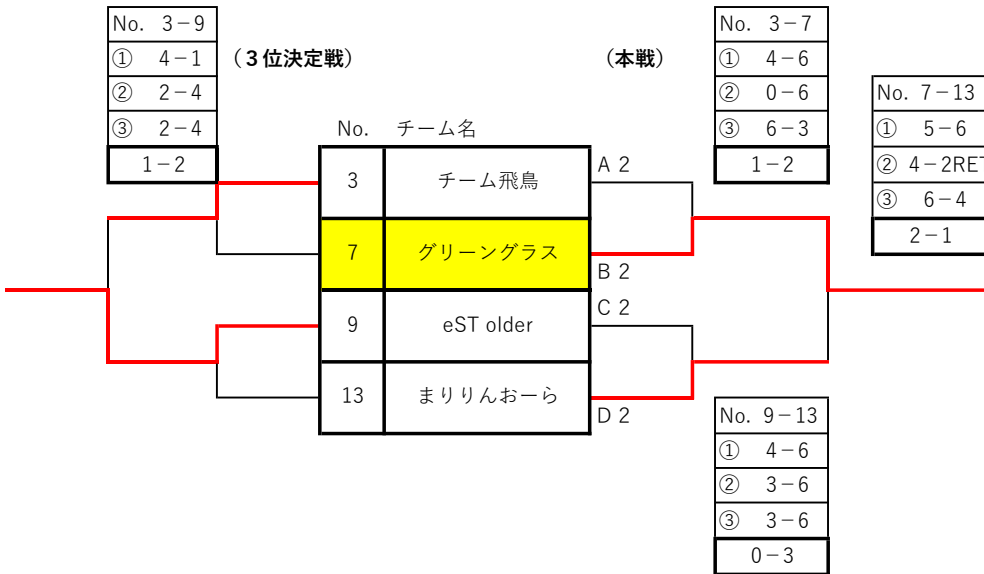 No. 3−9
① 4−1
② 2−4
③ 2−4
1−2
(３位決定戦)
(本戦)
No. 3−7
① 4−6
② 0−6
③ 6−3
1−2
No. 7−13
① 5−6
② 4−2RET
③ 6−4
2−1
No. チーム名
3 チーム飛鳥 A 2
7 グリーングラス B 2
9 eST older C 2
13 まりりんおーら D 2
No. 9−13
① 4−6
② 3−6
③ 3−6
0−3